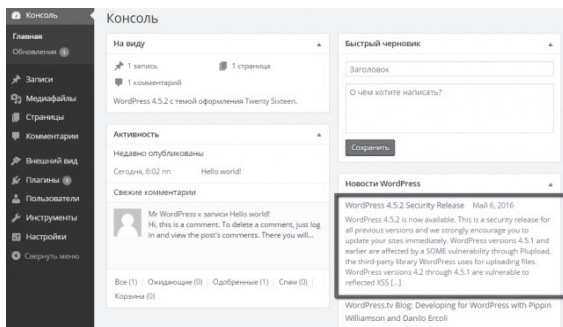 Консоль
Главная
Обновления 1
Записи
Медиафайлы
Страницы
Комментарии
Внешний вид
Плагины 1
Пользователи
Инструменты
Настройки
Свернуть меню
Консоль
На виду
1 запись
1 страница
1 комментарий
WordPress 4.5.2 с темой оформления Twenty Sixteen.
Активность
Недавно опубликованы
Сегодня, 6:02 пп Hello world!
Свежие комментарии
Mr WordPress к записи Hello world!
Hi, this is a comment. To delete a comment, just log
in and view the post's comments. There you will...
Все (1) | Ожидающие (0) | Одобренные (1) | Спам (0) |
Корзина (0)
Быстрый черновик
Заголовок
О чём хотите написать?
Сохранить
Новости WordPress
WordPress 4.5.2 Security Release Май 6, 2016
WordPress 4.5.2 is now available. This is a security release for
all previous versions and we strongly encourage you to
update your sites immediately. WordPress versions 4.5.1 and
earlier are affected by a SOME vulnerability through Plupload,
the third-party library WordPress uses for uploading files.
WordPress versions 4.2 through 4.5.1 are vulnerable to
reflected XSS [...]
WordPress.tv Blog: Developing for WordPress with Pippin
Williamson and Danilo Ercoli